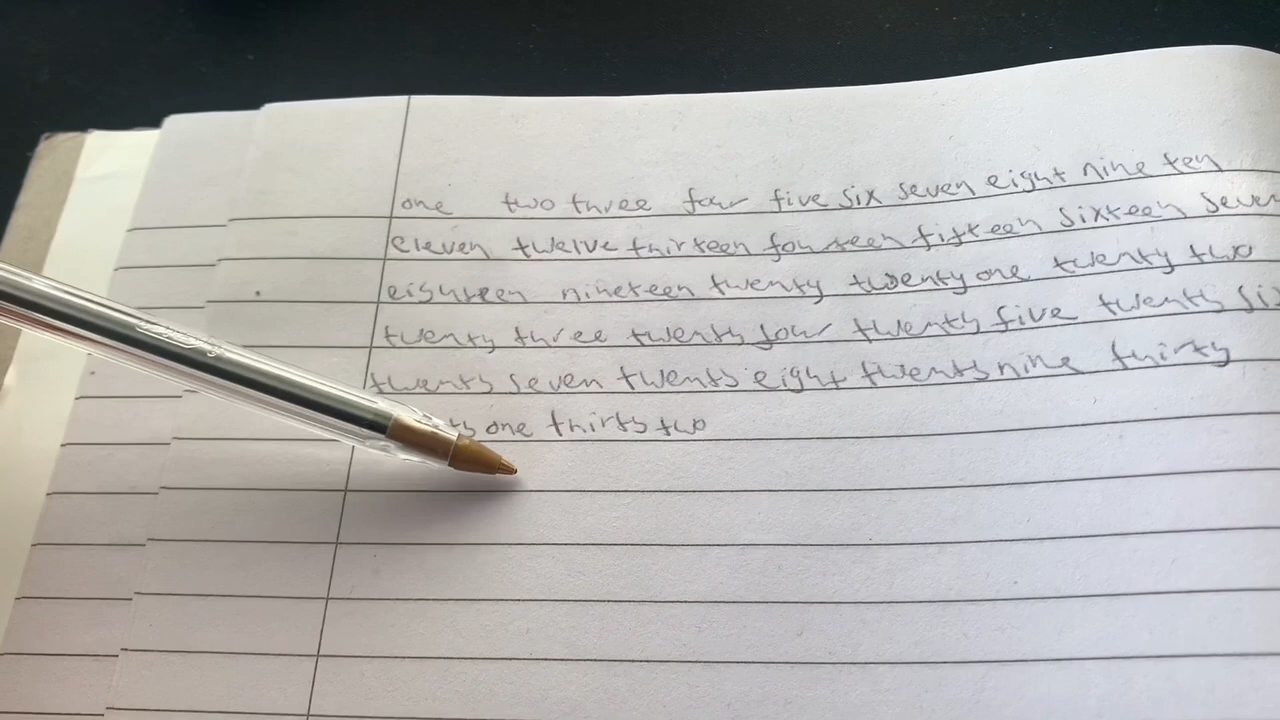 one two three four five six seven eight nine ten
eleven twelve thirteen fourteen fifteen sixteen seven
eighteen nineteen twenty twenty one twenty two
twenty three twenty four twenty five twenty six
twenty seven twenty eight twenty nine thirty
one thirty two